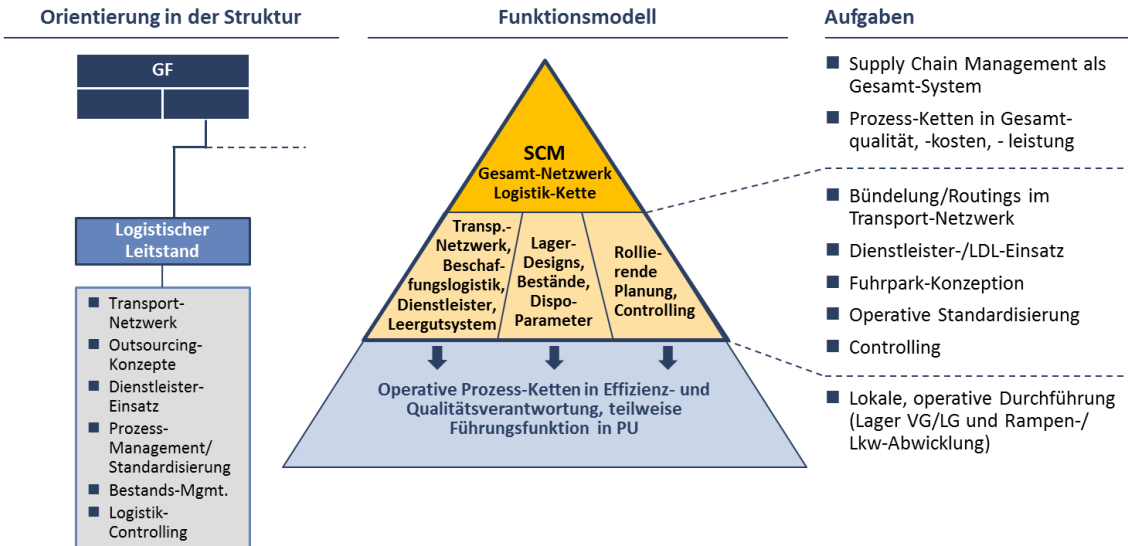 Orientierung in der Struktur
GF
Logistischer
Leitstand
Transport-
Netzwerk
Outsourcing-
Konzepte
Dienstleister-
Einsatz
Prozess-
Management/
Standardisierung
Bestands-Mgmt.
Logistik-
Controlling
Funktionsmodell
SCM
Gesamt-Netzwerk
Logistik-Kette
Transp.-
Netzwerk,
Beschaf-
fungslogistik,
Dienstleister,
Leergutsystem
Lager-
Designs,
Bestände,
Dispo-
Parameter
Rollie-
rende
Planung,
Controlling
Operative Prozess-Ketten in Effizienz- und
Qualitätsverantwortung, teilweise
Führungsfunktion in PU
Aufgaben
Supply Chain Management als
Gesamt-System
Prozess-Ketten in Gesamt-
qualität, -kosten, - leistung
Bündelung/Routings im
Transport-Netzwerk
Dienstleister-/LDL-Einsatz
Fuhrpark-Konzeption
Operative Standardisierung
Controlling
Lokale, operative Durchführung
(Lager VG/LG und Rampen-/
Lkw-Abwicklung)